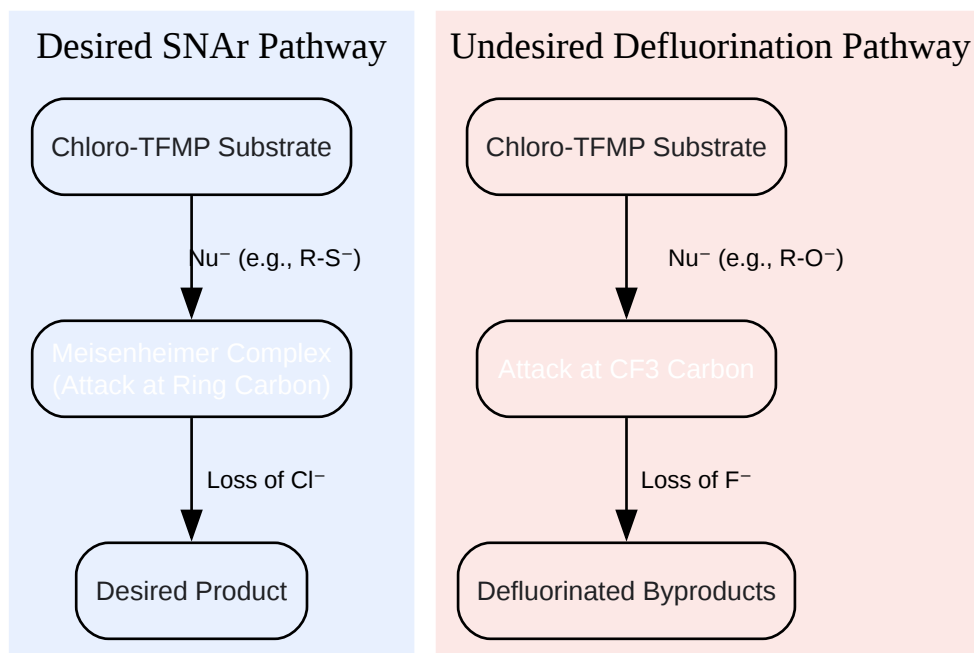 Desired SNAr Pathway
Chloro-TFMP Substrate
Nu⁻ (e.g., R-S⁻)
Meisenheimer Complex
(Attack at Ring Carbon)
Loss of Cl⁻
Desired Product
Undesired Defluorination Pathway
Chloro-TFMP Substrate
Nu⁻ (e.g., R-O⁻)
Attack at CF3 Carbon
Loss of F⁻
Defluorinated Byproducts